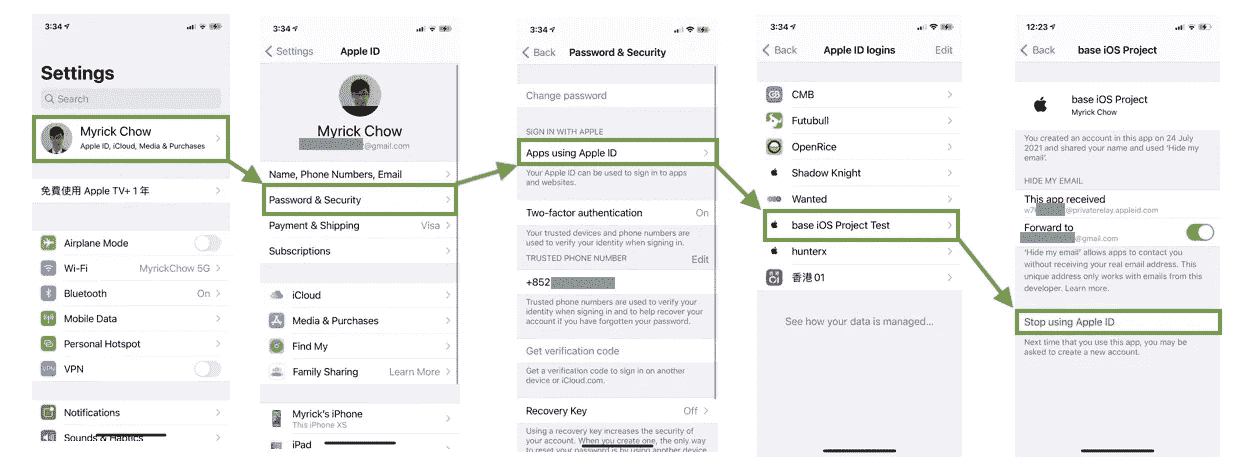 3:34
Settings
Search
Myrick Chow
Apple ID, iCloud, Media & Purchases
免費使用 Apple TV+ 1 年
Airplane Mode
Wi-Fi
MyrickChow 5G
Bluetooth
On
Mobile Data
Personal Hotspot
VPN
VPN
Notifications
Sounds & Haptics
3:34
Settings
Apple ID
Myrick Chow
@gmail.com
Name, Phone Numbers, Email
Password & Security
Payment & Shipping
Visa
Subscriptions
iCloud
Media & Purchases
Find My
Family Sharing
Learn More
Myrick's iPhone
This iPhone XS
iPad
3:34
Back
Password & Security
Change password
SIGN IN WITH APPLE
Apps using Apple ID
Your Apple ID can be used to sign in to apps
and websites.
Two-factor authentication
On
Your trusted devices and phone numbers are
used to verify your identity when signing in.
TRUSTED PHONE NUMBER
Edit
+852
Trusted phone numbers are used to verify your
identity when signing in and to help recover your
account if you have forgotten your password.
Get verification code
Get a verification code to sign in on another
device or iCloud.com.
Recovery Key
Off
Using a recovery key increases the security of
your account. When you create one, the only way
to reset your password is by using another device
3:34
Back
Apple ID logins
Edit
CMB
Futubull
OpenRice
Shadow Knight
Wanted
base iOS Project Test
hunterx
香港 01
See how your data is managed...
12:23
Back
base iOS Project
base iOS Project
Myrick Chow
You created an account in this app on 24 July
2021 and shared your name and used 'Hide my
email'.
HIDE MY EMAIL
This app received
w7
@privaterelay.appleid.com
Forward to
@gmail.com
'Hide my email' allows apps to contact you
without receiving your real email address. This
unique address only works with emails from this
developer. Learn more.
Stop using Apple ID
Next time that you use this app, you may be
asked to create a new account.